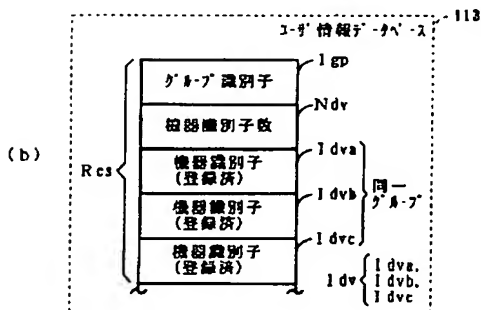 113
ユーザ情報データベース
Igp
グループ識別子
Ndv
機器識別子数
(b)
Rcs
Idva
機器識別子
(登録済)
Idvb
機器識別子
(登録済)
同一
グループ
Idvc
機器識別子
(登録済)
Idv
Idva,
Idvb,
Idvc